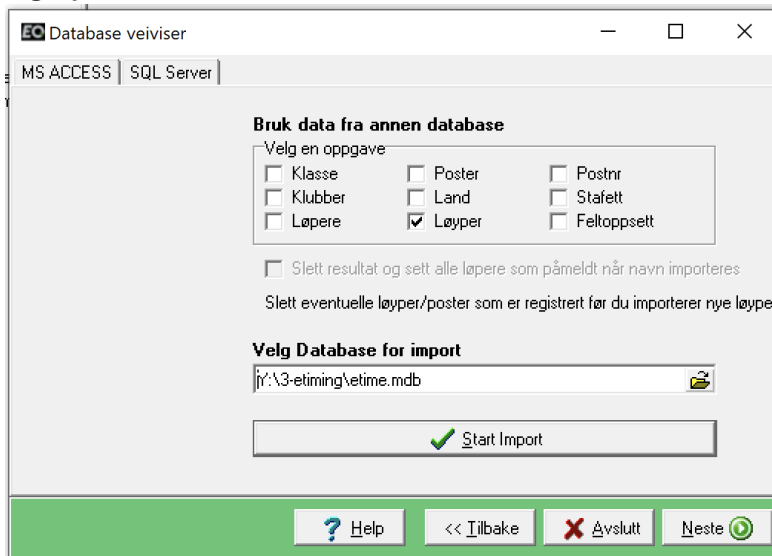 EQ Database veiviser
MS ACCESS SQL Server
Bruk data fra annen database
Velg en oppgave
Klasse Poster Postnr
Klubber Land Stafett
Løpere Løyper Feltoppsett
Slett resultat og sett alle løpere som påmeldt når navn importeres
Slett eventuelle løyper/poster som er registrert før du importerer nye løype
Velg Database for import
:\3-etiming\etime.mdb
Start Import
? Help << Tilbake Avslutt Neste